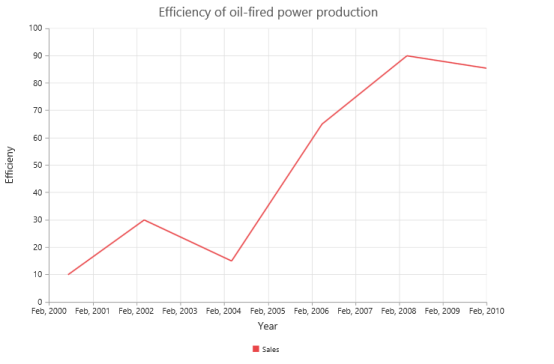 Efficiency of oil-fired power production
100
90
80
70
60
50
40
30
20
10
0
Efficieny
Feb, 2000 Feb, 2001 Feb, 2002 Feb, 2003 Feb, 2004 Feb, 2005 Feb, 2006 Feb, 2007 Feb, 2008 Feb, 2009 Feb, 2010
Year
Sales